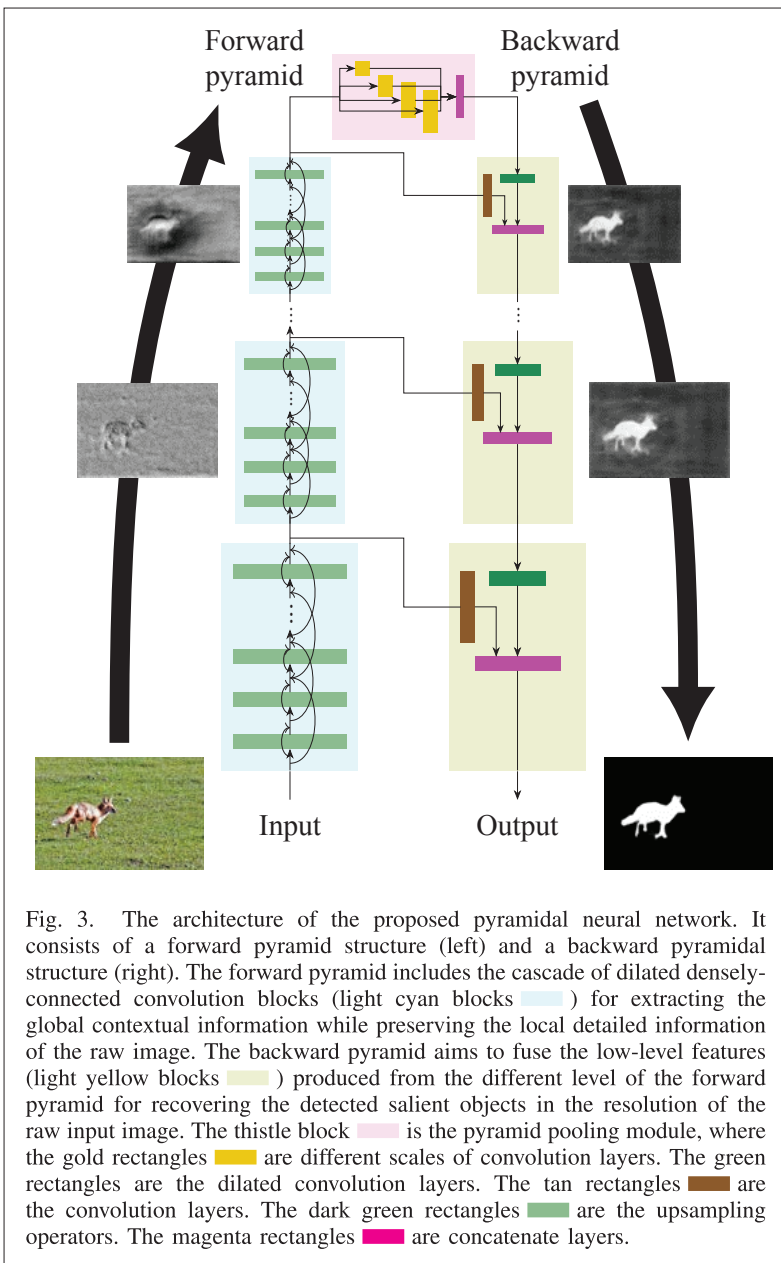 Forward
pyramid
Backward
pyramid
Input
Output
Fig. 3. The architecture of the proposed pyramidal neural network. It
consists of a forward pyramid structure (left) and a backward pyramidal
structure (right). The forward pyramid includes the cascade of dilated densely-
connected convolution blocks (light cyan blocks ) for extracting the
global contextual information while preserving the local detailed information
of the raw image. The backward pyramid aims to fuse the low-level features
(light yellow blocks ) produced from the different level of the forward
pyramid for recovering the detected salient objects in the resolution of the
raw input image. The thistle block is the pyramid pooling module, where
the gold rectangles are different scales of convolution layers. The green
rectangles are the dilated convolution layers. The tan rectangles are
the convolution layers. The dark green rectangles are the upsampling
operators. The magenta rectangles are concatenate layers.